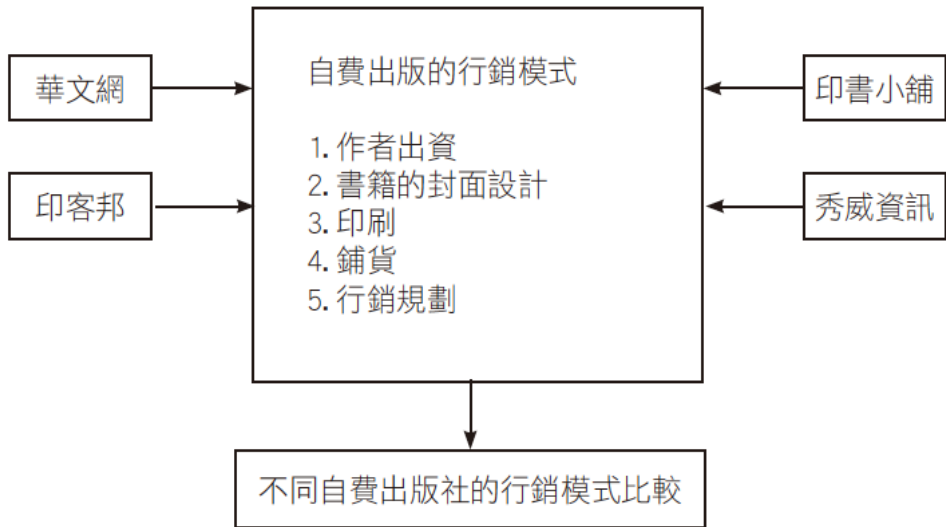 華文網
印客邦
自費出版的行銷模式
1. 作者出資
2. 書籍的封面設計
3. 印刷
4. 鋪貨
5. 行銷規劃
印書小舖
秀威資訊
不同自費出版社的行銷模式比較